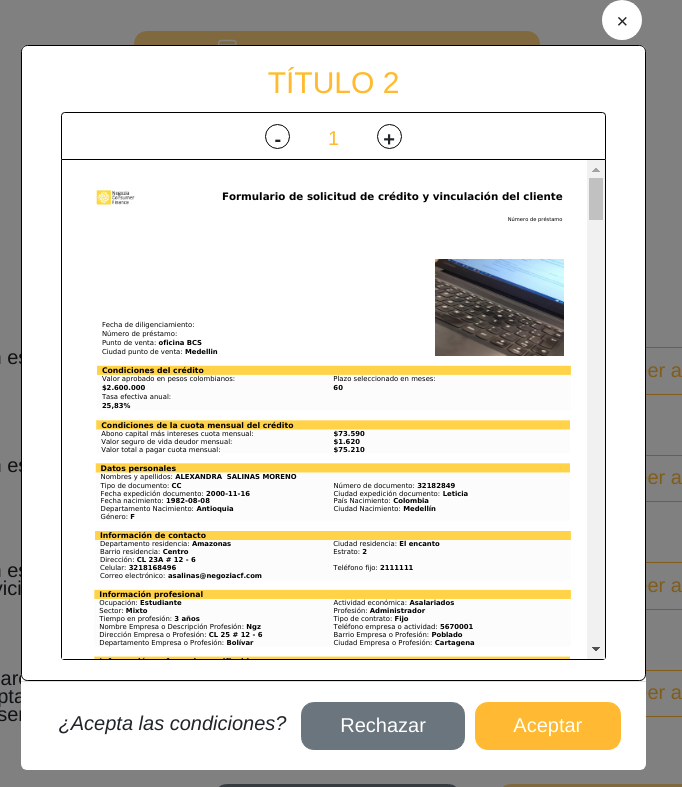 ×
TÍTULO 2
- 1 +
Negozia
Consumer
Finance
Formulario de solicitud de crédito y vinculación del cliente
Número de préstamo
Fecha de diligenciamiento:
Número de préstamo:
Punto de venta: oficina BCS
Ciudad punto de venta: Medellin
Condiciones del crédito
Valor aprobado en pesos colombianos: Plazo seleccionado en meses:
$2.600.000 60
Tasa efectiva anual:
25,83%
Condiciones de la cuota mensual del crédito
Abono capital más intereses cuota mensual: $73.590
Valor seguro de vida deudor mensual: $1.620
Valor total a pagar cuota mensual: $75.210
Datos personales
Nombres y apellidos: ALEXANDRA SALINAS MORENO
Tipo de documento: CC Número de documento: 32182849
Fecha expedición documento: 2000-11-16 Ciudad expedición documento: Leticia
Fecha nacimiento: 1982-08-08 País Nacimiento: Colombia
Departamento Nacimiento: Antioquia Ciudad Nacimiento: Medellín
Género: F
Información de contacto
Departamento residencia: Amazonas Ciudad residencia: El encanto
Barrio residencia: Centro Estrato: 2
Dirección: CL 23A # 12 - 6
Celular: 3218168496 Teléfono fijo: 2111111
Correo electrónico: asalinas@negoziacf.com
Información profesional
Ocupación: Estudiante Actividad económica: Asalariados
Sector: Mixto Profesión: Administrador
Tiempo en profesión: 3 años Tipo de contrato: Fijo
Nombre Empresa o Descripción Profesión: Ngz Teléfono empresa o actividad: 5670001
Dirección Empresa o Profesión: CL 25 # 12 - 6 Barrio Empresa o Profesión: Poblado
Departamento Empresa o Profesión: Bolívar Ciudad Empresa o Profesión: Cartagena
¿Acepta las condiciones? Rechazar Aceptar